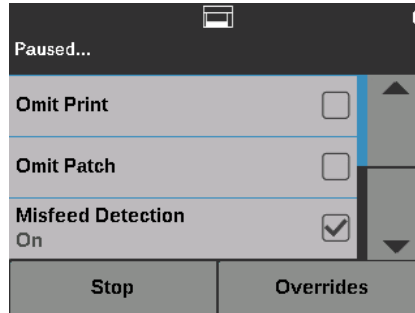 Paused...
Omit Print
Omit Patch
Misfeed Detection
On
Stop
Overrides